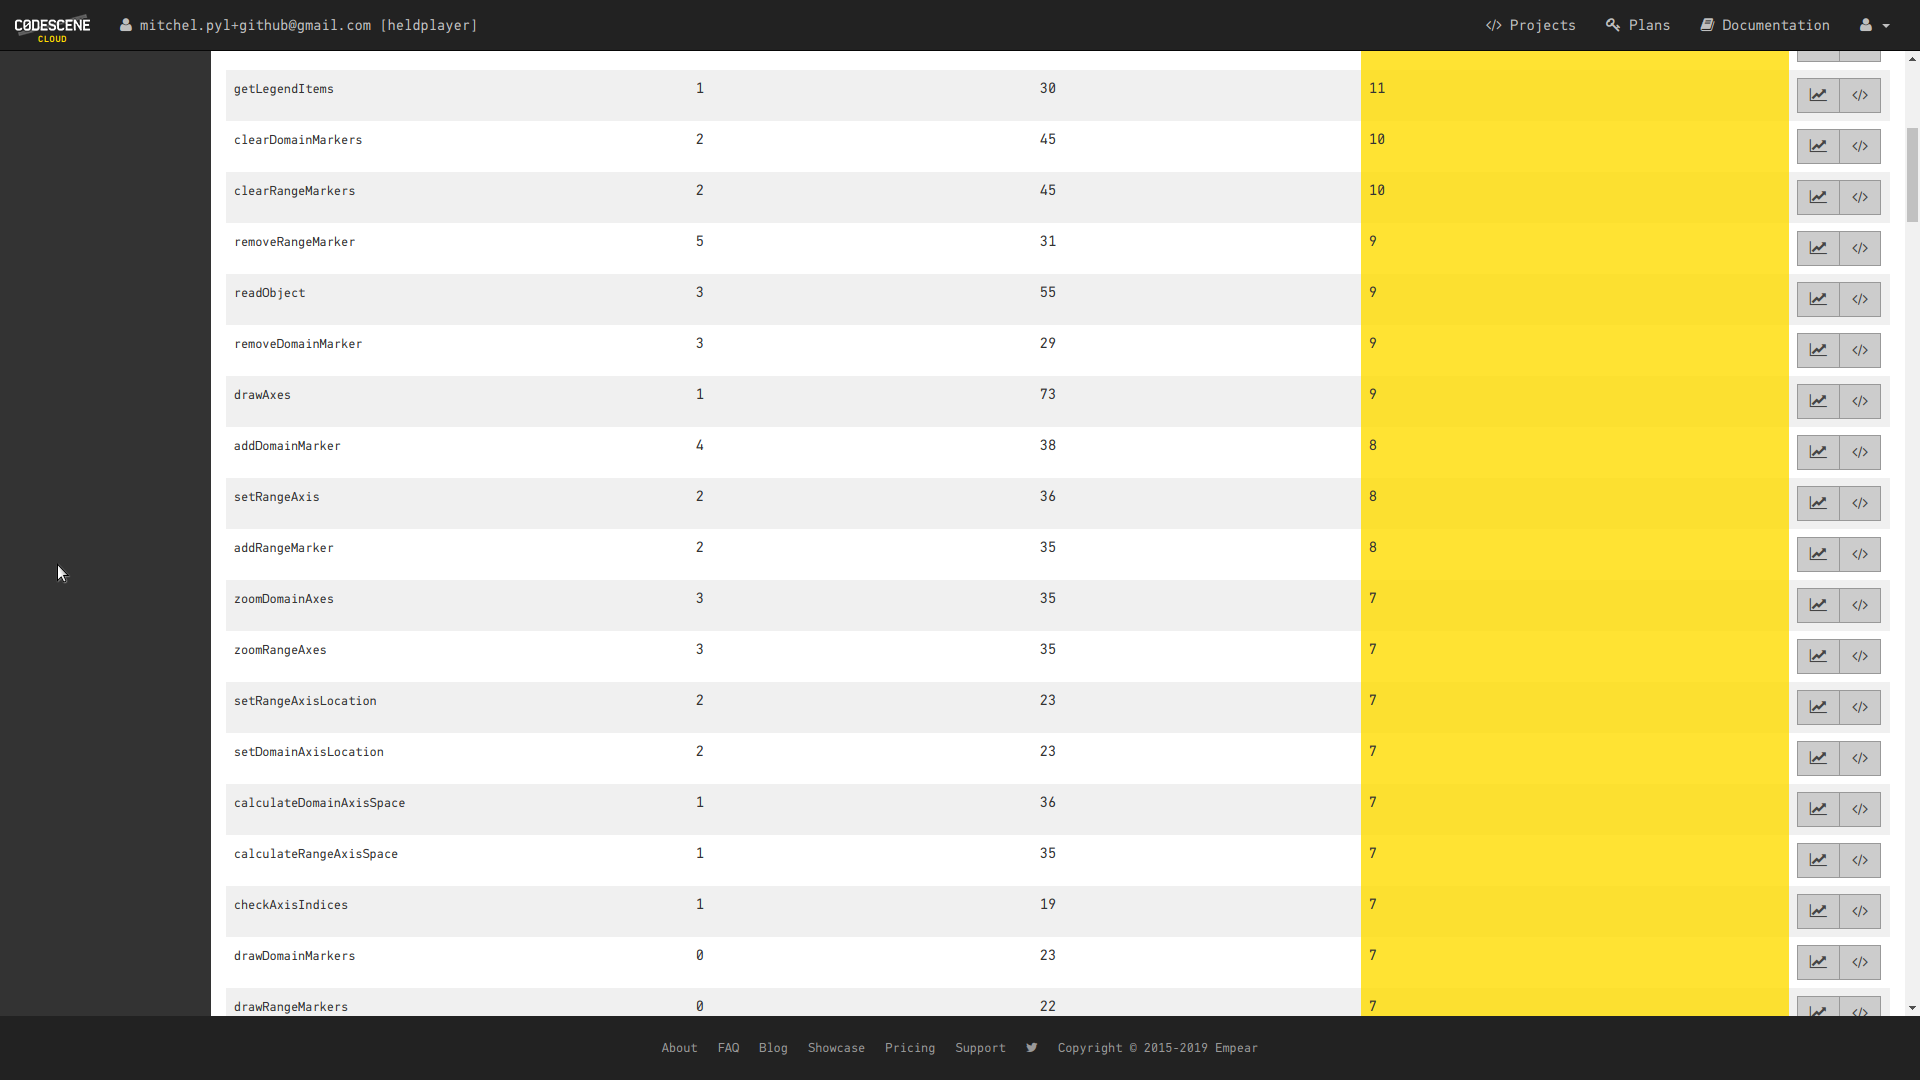 CODESCENE CLOUD mitchel.pyl+github@gmail.com [heldplayer] </> Projects Plans Documentation
getLegendItems 1 30 11 </>
clearDomainMarkers 2 45 10 </>
clearRangeMarkers 2 45 10 </>
removeRangeMarker 5 31 9 </>
readObject 3 55 9 </>
removeDomainMarker 3 29 9 </>
drawAxes 1 73 9 </>
addDomainMarker 4 38 8 </>
setRangeAxis 2 36 8 </>
addRangeMarker 2 35 8 </>
zoomDomainAxes 3 35 7 </>
zoomRangeAxes 3 35 7 </>
setRangeAxisLocation 2 23 7 </>
setDomainAxisLocation 2 23 7 </>
calculateDomainAxisSpace 1 36 7 </>
calculateRangeAxisSpace 1 35 7 </>
checkAxisIndices 1 19 7 </>
drawDomainMarkers 0 23 7 </>
drawRangeMarkers 0 22 7 </>
About FAQ Blog Showcase Pricing Support Copyright © 2015-2019 Empear